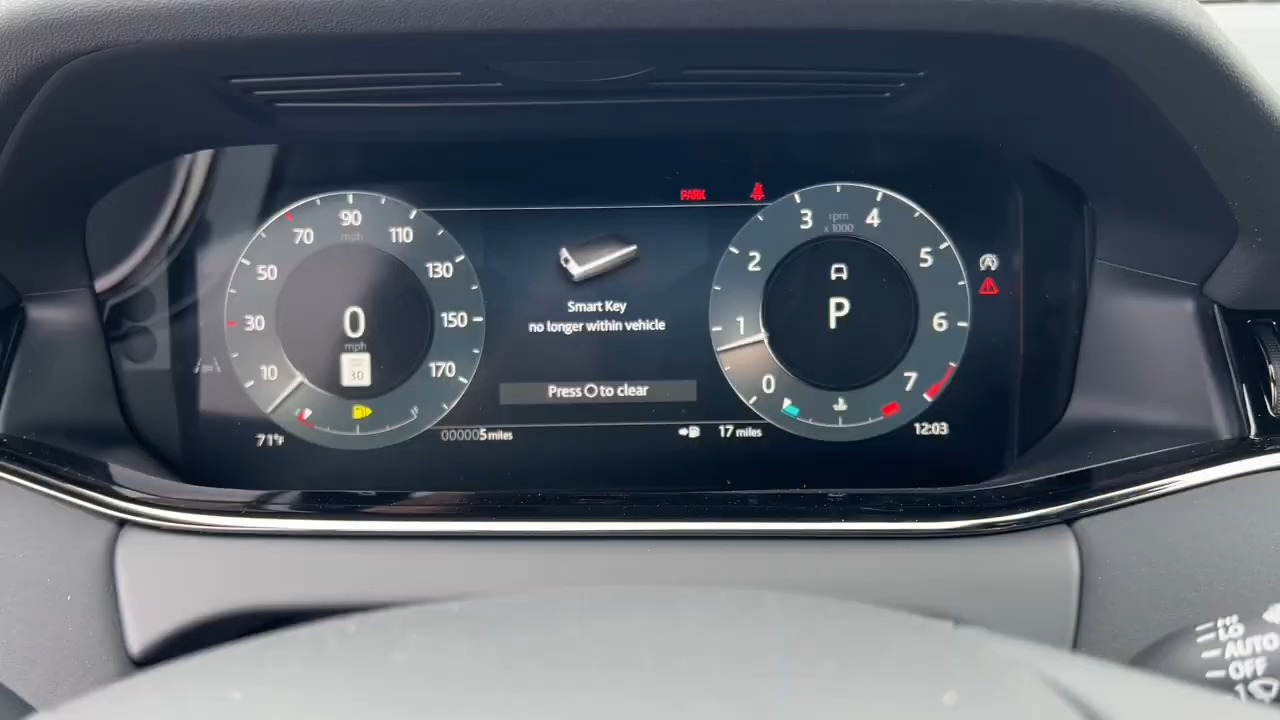 PARK
90
mph
70
110
50
130
30
150
10
170
0
mph
30
71°F
000005 miles
Smart Key
no longer within vehicle
Press O to clear
17 miles
rpm
x 1000
3
4
2
5
1
6
0
7
P
12:03
LO
AUTO
OFF
1